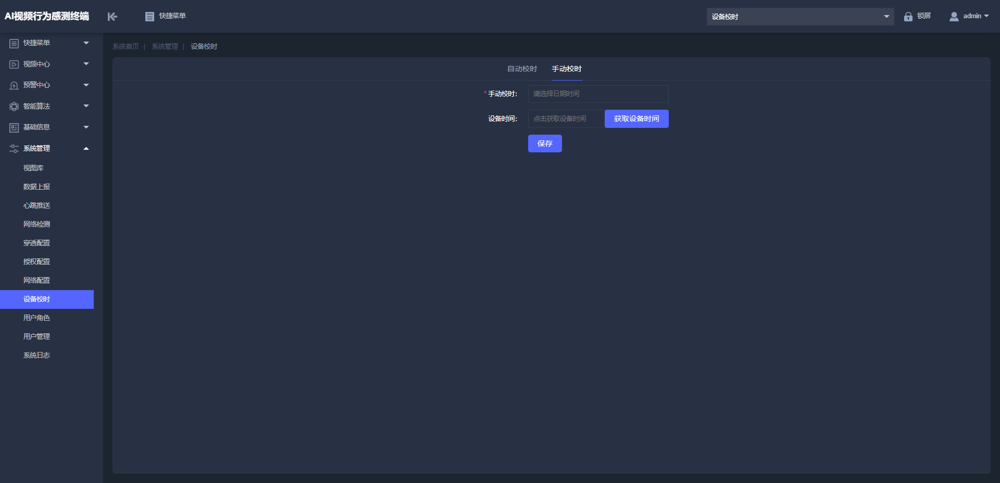 AI视频行为感测终端
快捷菜单
设备校时
锁屏
admin
快捷菜单
视频中心
预警中心
智能算法
基础信息
系统管理
视图库
数据上报
心跳推送
网络检测
穿透配置
授权配置
网络配置
设备校时
用户角色
用户管理
系统日志
系统首页 | 系统管理 | 设备校时
自动校时 手动校时
*手动校时: 请选择日期时间
设备时间: 点击获取设备时间 获取设备时间
保存